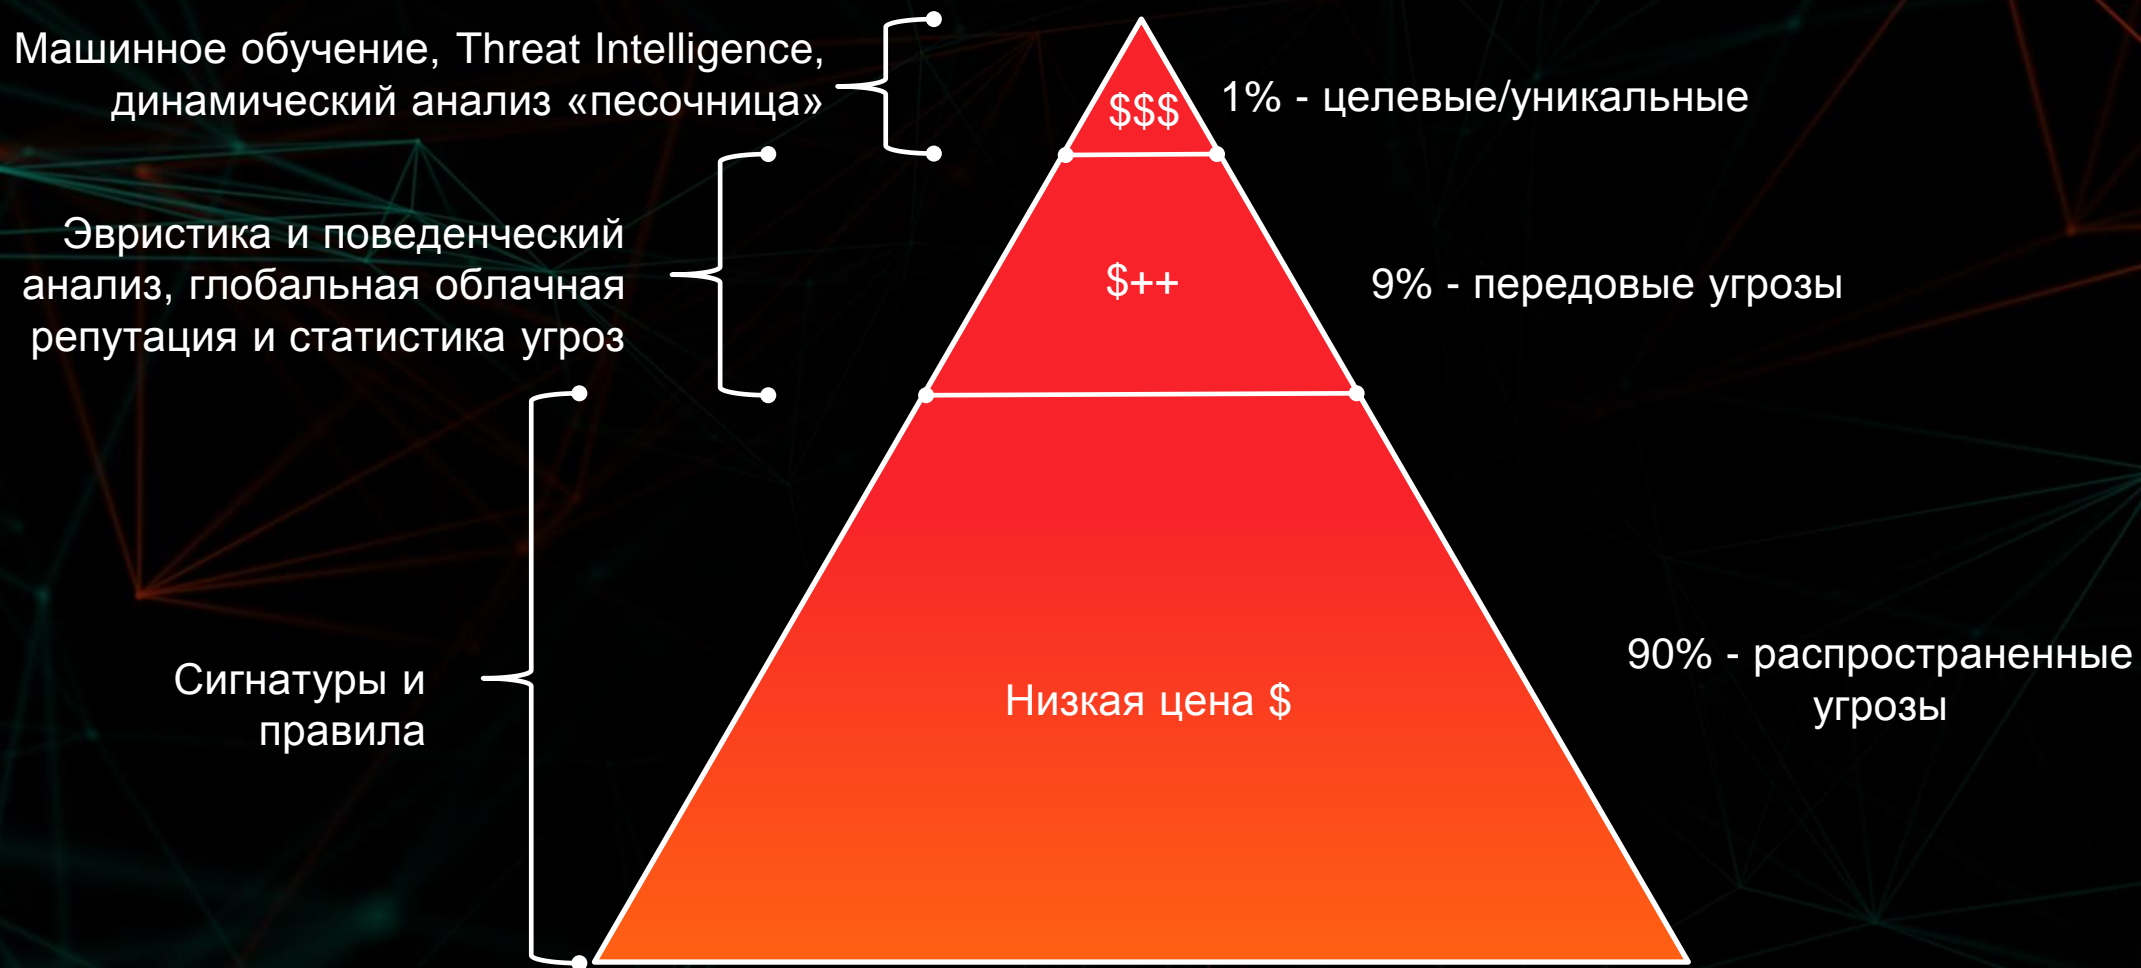 Машинное обучение, Threat Intelligence,
динамический анализ «песочница»
$$$
1% - целевые/уникальные
Эвристика и поведенческий
анализ, глобальная облачная
репутация и статистика угроз
$++
9% - передовые угрозы
Сигнатуры и
правила
Низкая цена $
90% - распространенные
угрозы